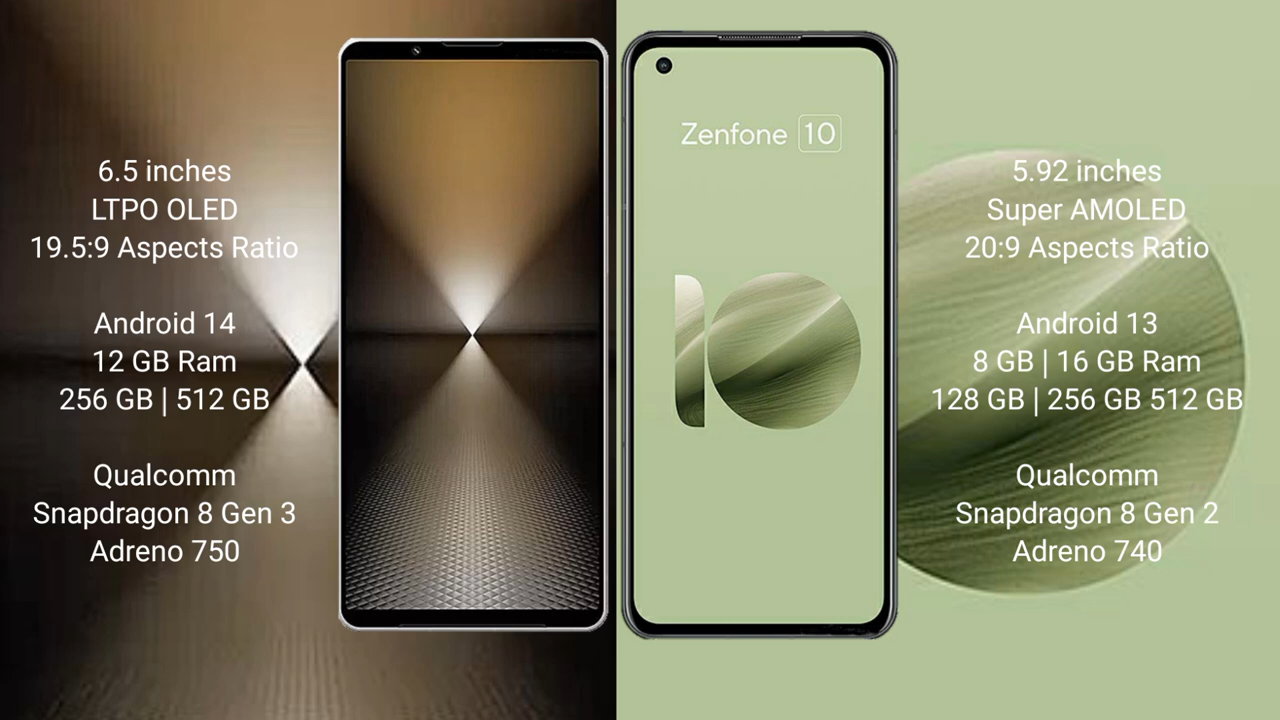 6.5 inches
LTPO OLED
19.5:9 Aspects Ratio
Android 14
12 GB Ram
256 GB | 512 GB
Qualcomm
Snapdragon 8 Gen 3
Adreno 750
Zenfone 10
10
5.92 inches
Super AMOLED
20:9 Aspects Ratio
Android 13
8 GB | 16 GB Ram
128 GB | 256 GB 512 GB
Qualcomm
Snapdragon 8 Gen 2
Adreno 740